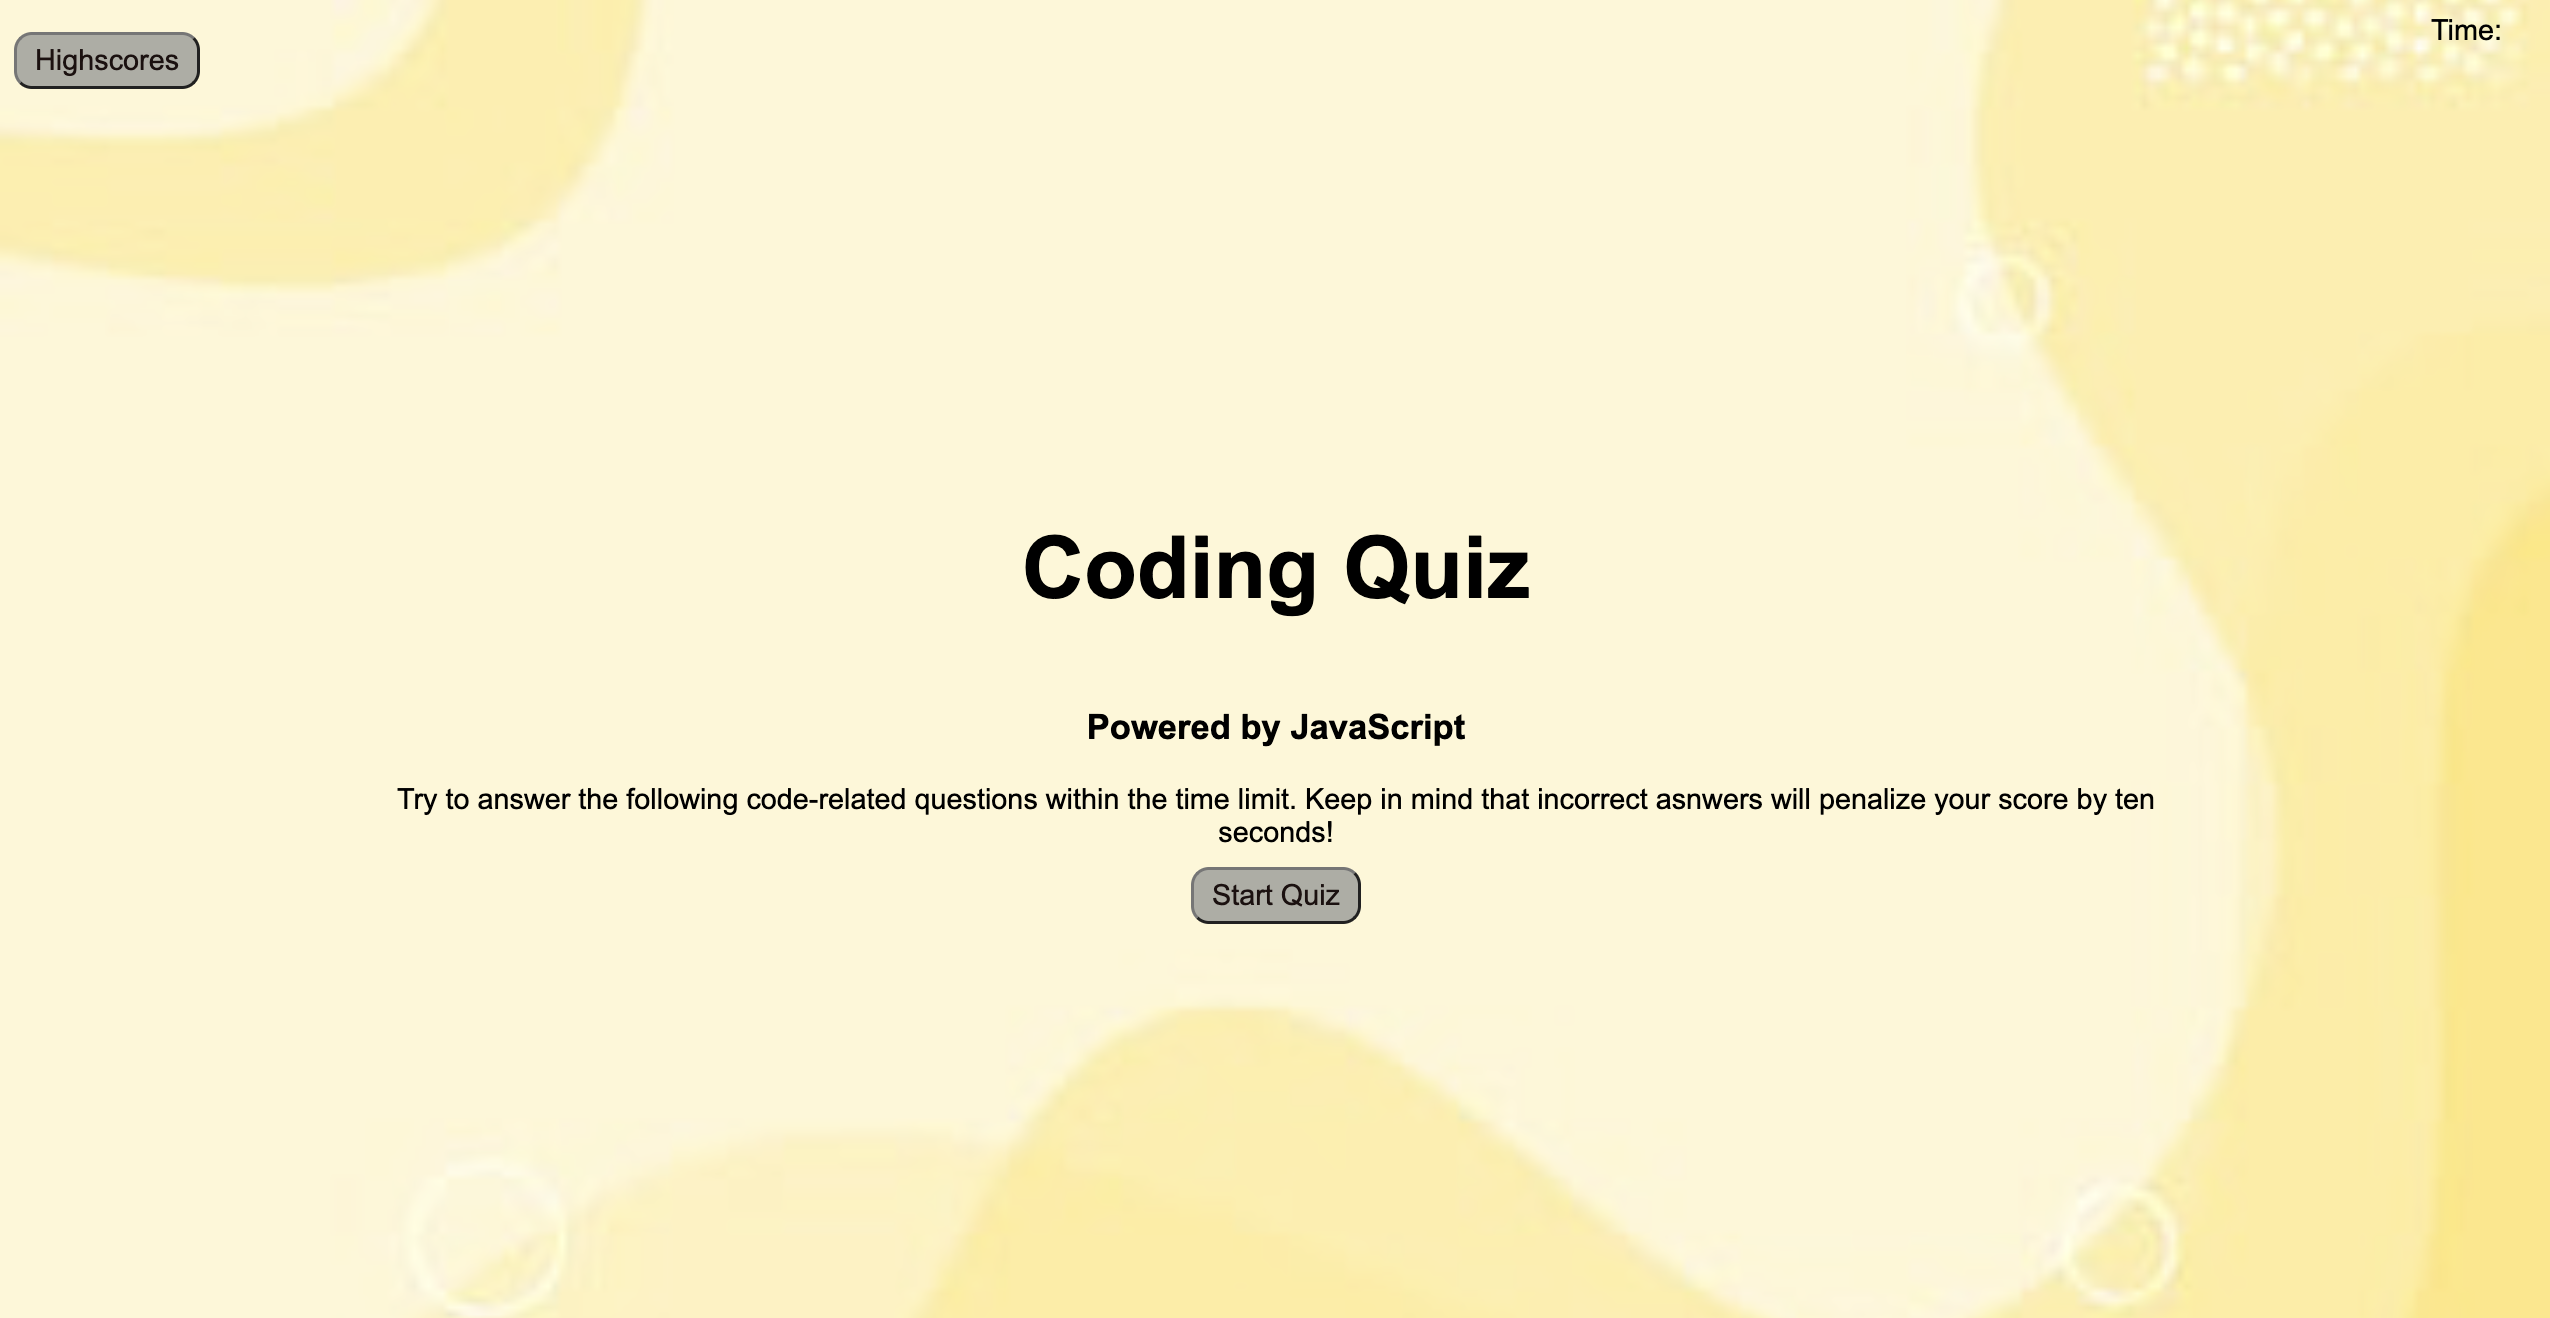 Highscores
Time:
Coding Quiz
Powered by JavaScript
Try to answer the following code-related questions within the time limit. Keep in mind that incorrect asnwers will penalize your score by ten
seconds!
Start Quiz